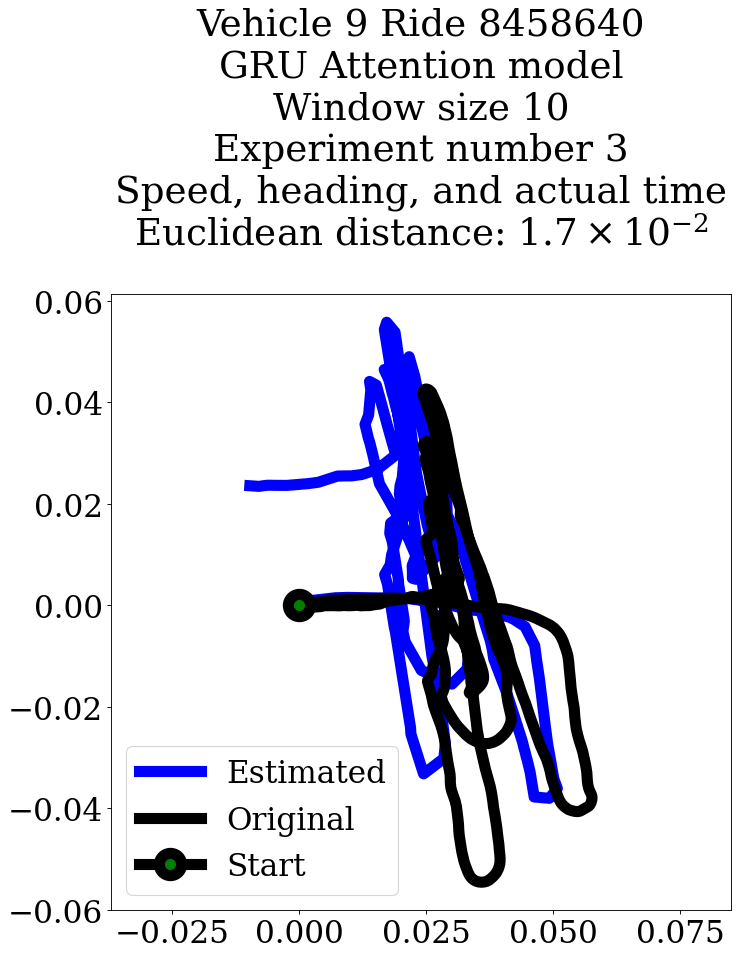 Vehicle 9 Ride 8458640
GRU Attention model
Window size 10
Experiment number 3
Speed, heading, and actual time
Euclidean distance: 1.7 × 10⁻²
0.06
0.04
0.02
0.00
−0.02
−0.04
−0.06
Estimated
Original
Start
−0.025 0.000 0.025 0.050 0.075